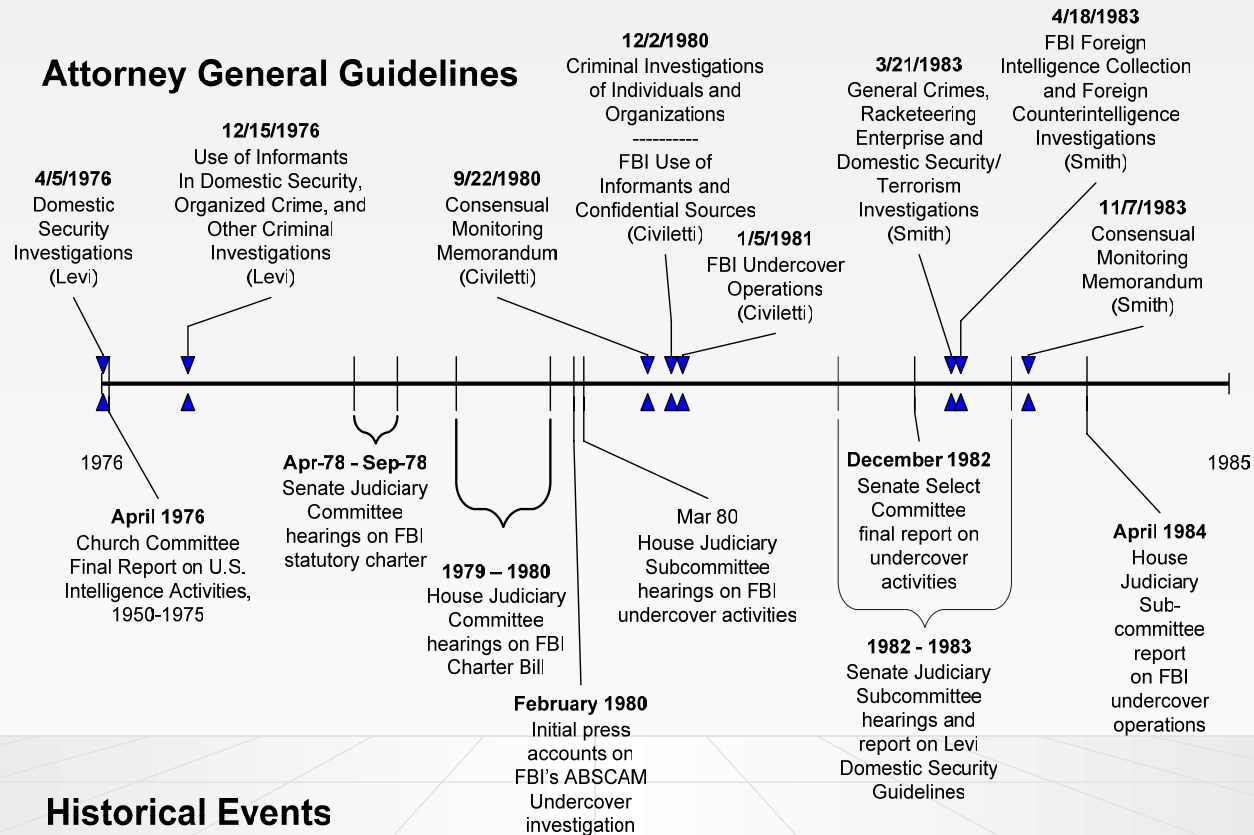 Attorney General Guidelines
4/5/1976
Domestic
Security
Investigations
(Levi)
12/15/1976
Use of Informants
In Domestic Security,
Organized Crime, and
Other Criminal
Investigations
(Levi)
9/22/1980
Consensual
Monitoring
Memorandum
(Civiletti)
12/2/1980
Criminal Investigations
of Individuals and
Organizations
----------
FBI Use of
Informants and
Confidential Sources
(Civiletti)
1/5/1981
FBI Undercover
Operations
(Civiletti)
3/21/1983
General Crimes,
Racketeering
Enterprise and
Domestic Security/
Terrorism
Investigations
(Smith)
4/18/1983
FBI Foreign
Intelligence Collection
and Foreign
Counterintelligence
Investigations
(Smith)
11/7/1983
Consensual
Monitoring
Memorandum
(Smith)
1976
1985
April 1976
Church Committee
Final Report on U.S.
Intelligence Activities,
1950-1975
Apr-78 - Sep-78
Senate Judiciary
Committee
hearings on FBI
statutory charter
1979 – 1980
House Judiciary
Committee
hearings on FBI
Charter Bill
February 1980
Initial press
accounts on
FBI's ABSCAM
Undercover
investigation
Mar 80
House Judiciary
Subcommittee
hearings on FBI
undercover activities
December 1982
Senate Select
Committee
final report on
undercover
activities
1982 - 1983
Senate Judiciary
Subcommittee
hearings and
report on Levi
Domestic Security
Guidelines
April 1984
House
Judiciary
Sub-
committee
report
on FBI
undercover
operations
Historical Events